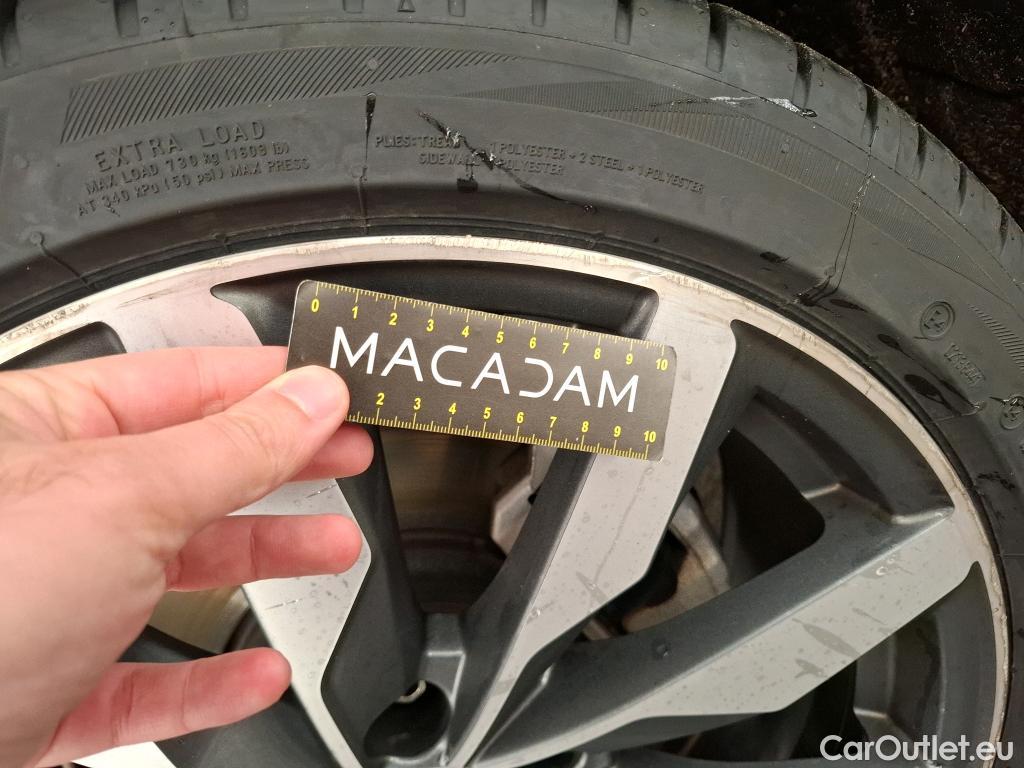 EXTRA LOAD
MAX LOAD 730 kg (1609 lb)
AT 340 kPa (50 psi) MAX PRESS
PLIES: TREAD 1 POLYESTER + 2 STEEL + 1 POLYESTER
SIDEWALL POLYESTER
0 1 2 3 4 5 6 7 8 9 10
MACADAM
2 3 4 5 6 7 8 9 10
CarOutlet.eu